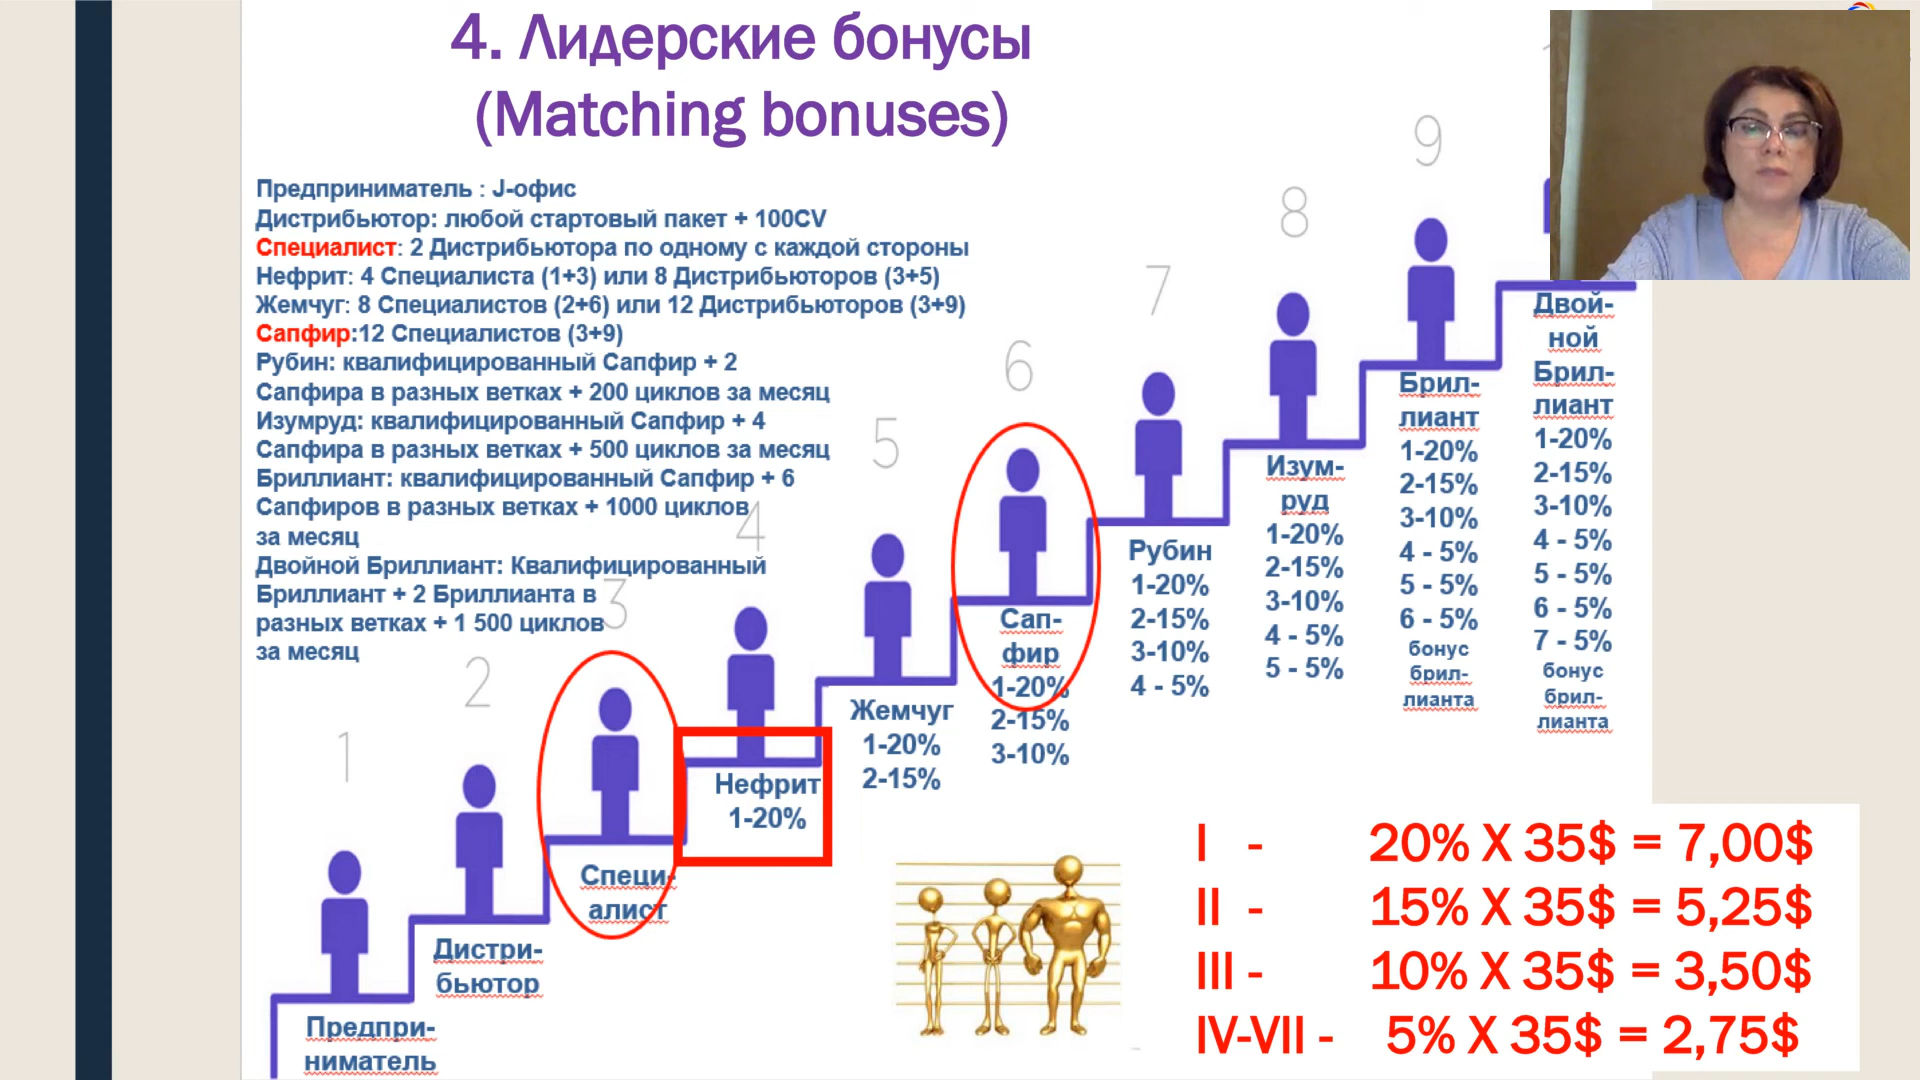 4. Лидерские бонусы
(Matching bonuses)
Предприниматель : J-офис
Дистрибьютор: любой стартовый пакет + 100CV
Специалист: 2 Дистрибьютора по одному с каждой стороны
Нефрит: 4 Специалиста (1+3) или 8 Дистрибьюторов (3+5)
Жемчуг: 8 Специалистов (2+6) или 12 Дистрибьюторов (3+9)
Сапфир:12 Специалистов (3+9)
Рубин: квалифицированный Сапфир + 2
Сапфира в разных ветках + 200 циклов за месяц
Изумруд: квалифицированный Сапфир + 4
Сапфира в разных ветках + 500 циклов за месяц
Бриллиант: квалифицированный Сапфир + 6
Сапфиров в разных ветках + 1000 циклов
за месяц
Двойной Бриллиант: Квалифицированный
Бриллиант + 2 Бриллианта в
разных ветках + 1 500 циклов
за месяц
1
Предпри-
ниматель
2
Дистри-
бьютор
3
Специ-
алист
4
Нефрит
1-20%
5
Жемчуг
1-20%
2-15%
6
Сап-
фир
1-20%
2-15%
3-10%
7
Рубин
1-20%
2-15%
3-10%
4 - 5%
8
Изум-
руд
1-20%
2-15%
3-10%
4 - 5%
5 - 5%
9
Брил-
лиант
1-20%
2-15%
3-10%
4 - 5%
5 - 5%
6 - 5%
бонус
брил-
лианта
Двой-
ной
Брил-
лиант
1-20%
2-15%
3-10%
4 - 5%
5 - 5%
6 - 5%
7 - 5%
бонус
брил-
лианта
I - 20% X 35$ = 7,00$
II - 15% X 35$ = 5,25$
III - 10% X 35$ = 3,50$
IV-VII - 5% X 35$ = 2,75$